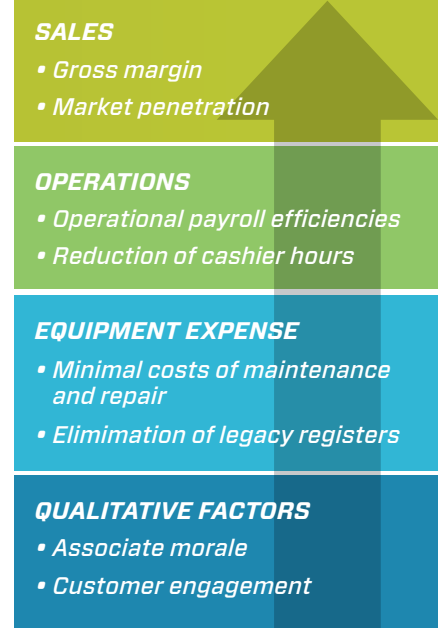 SALES
• Gross margin
• Market penetration
OPERATIONS
• Operational payroll efficiencies
• Reduction of cashier hours
EQUIPMENT EXPENSE
• Minimal costs of maintenance
and repair
• Elimimation of legacy registers
QUALITATIVE FACTORS
• Associate morale
• Customer engagement